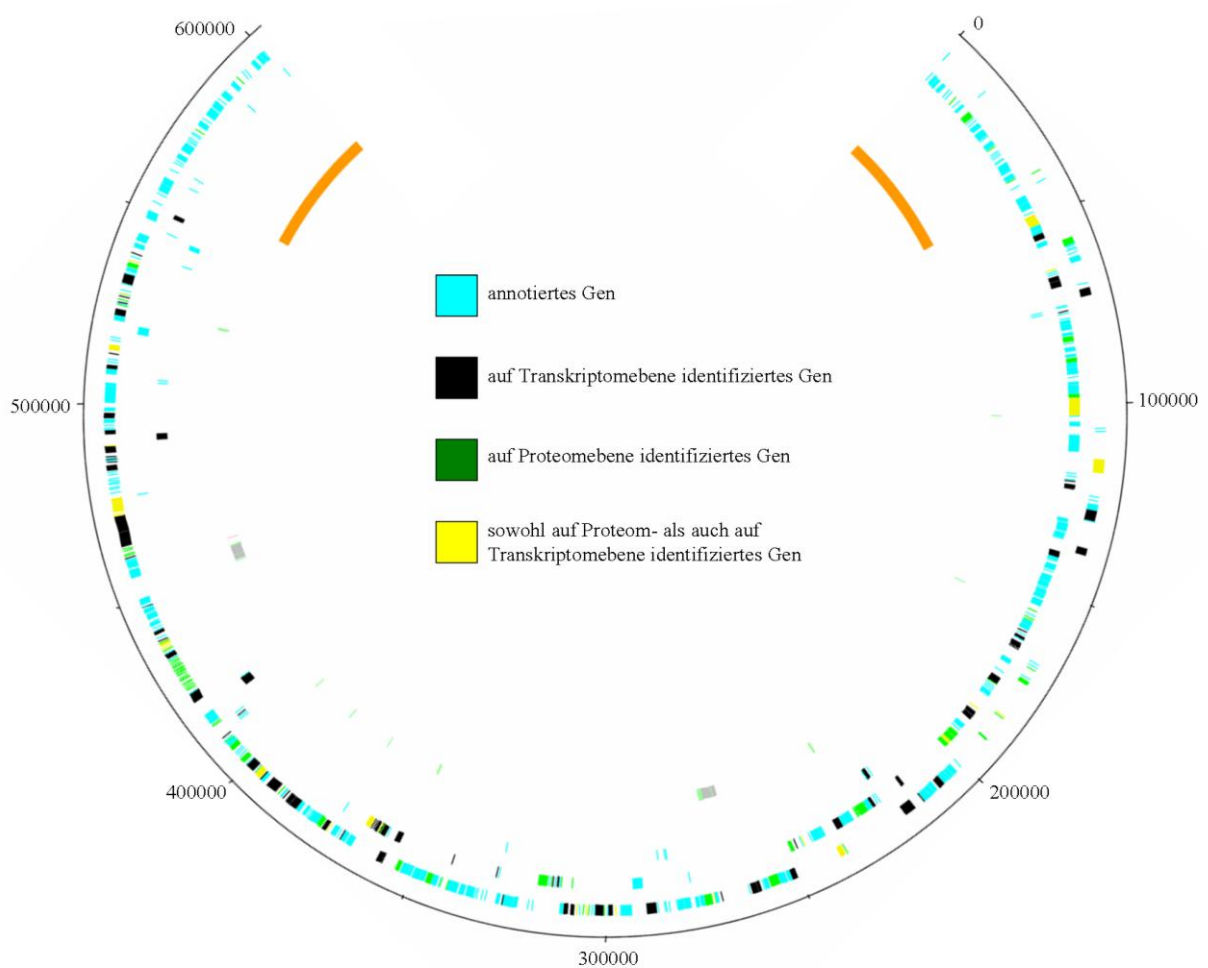 600000
0
annotiertes Gen
auf Transkriptomebene identifiziertes Gen
500000
100000
auf Proteomebene identifiziertes Gen
sowohl auf Proteom- als auch auf
Transkriptomebene identifiziertes Gen
400000
200000
300000